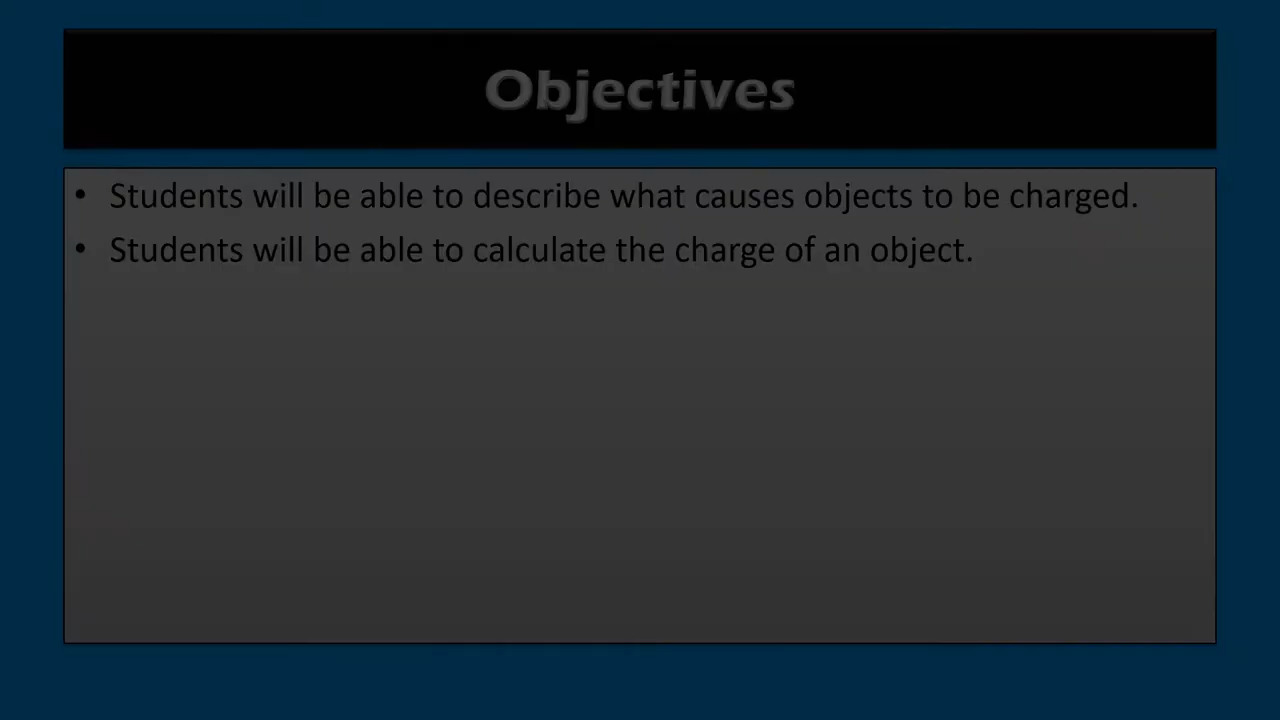 Objectives
• Students will be able to describe what causes objects to be charged.
• Students will be able to calculate the charge of an object.